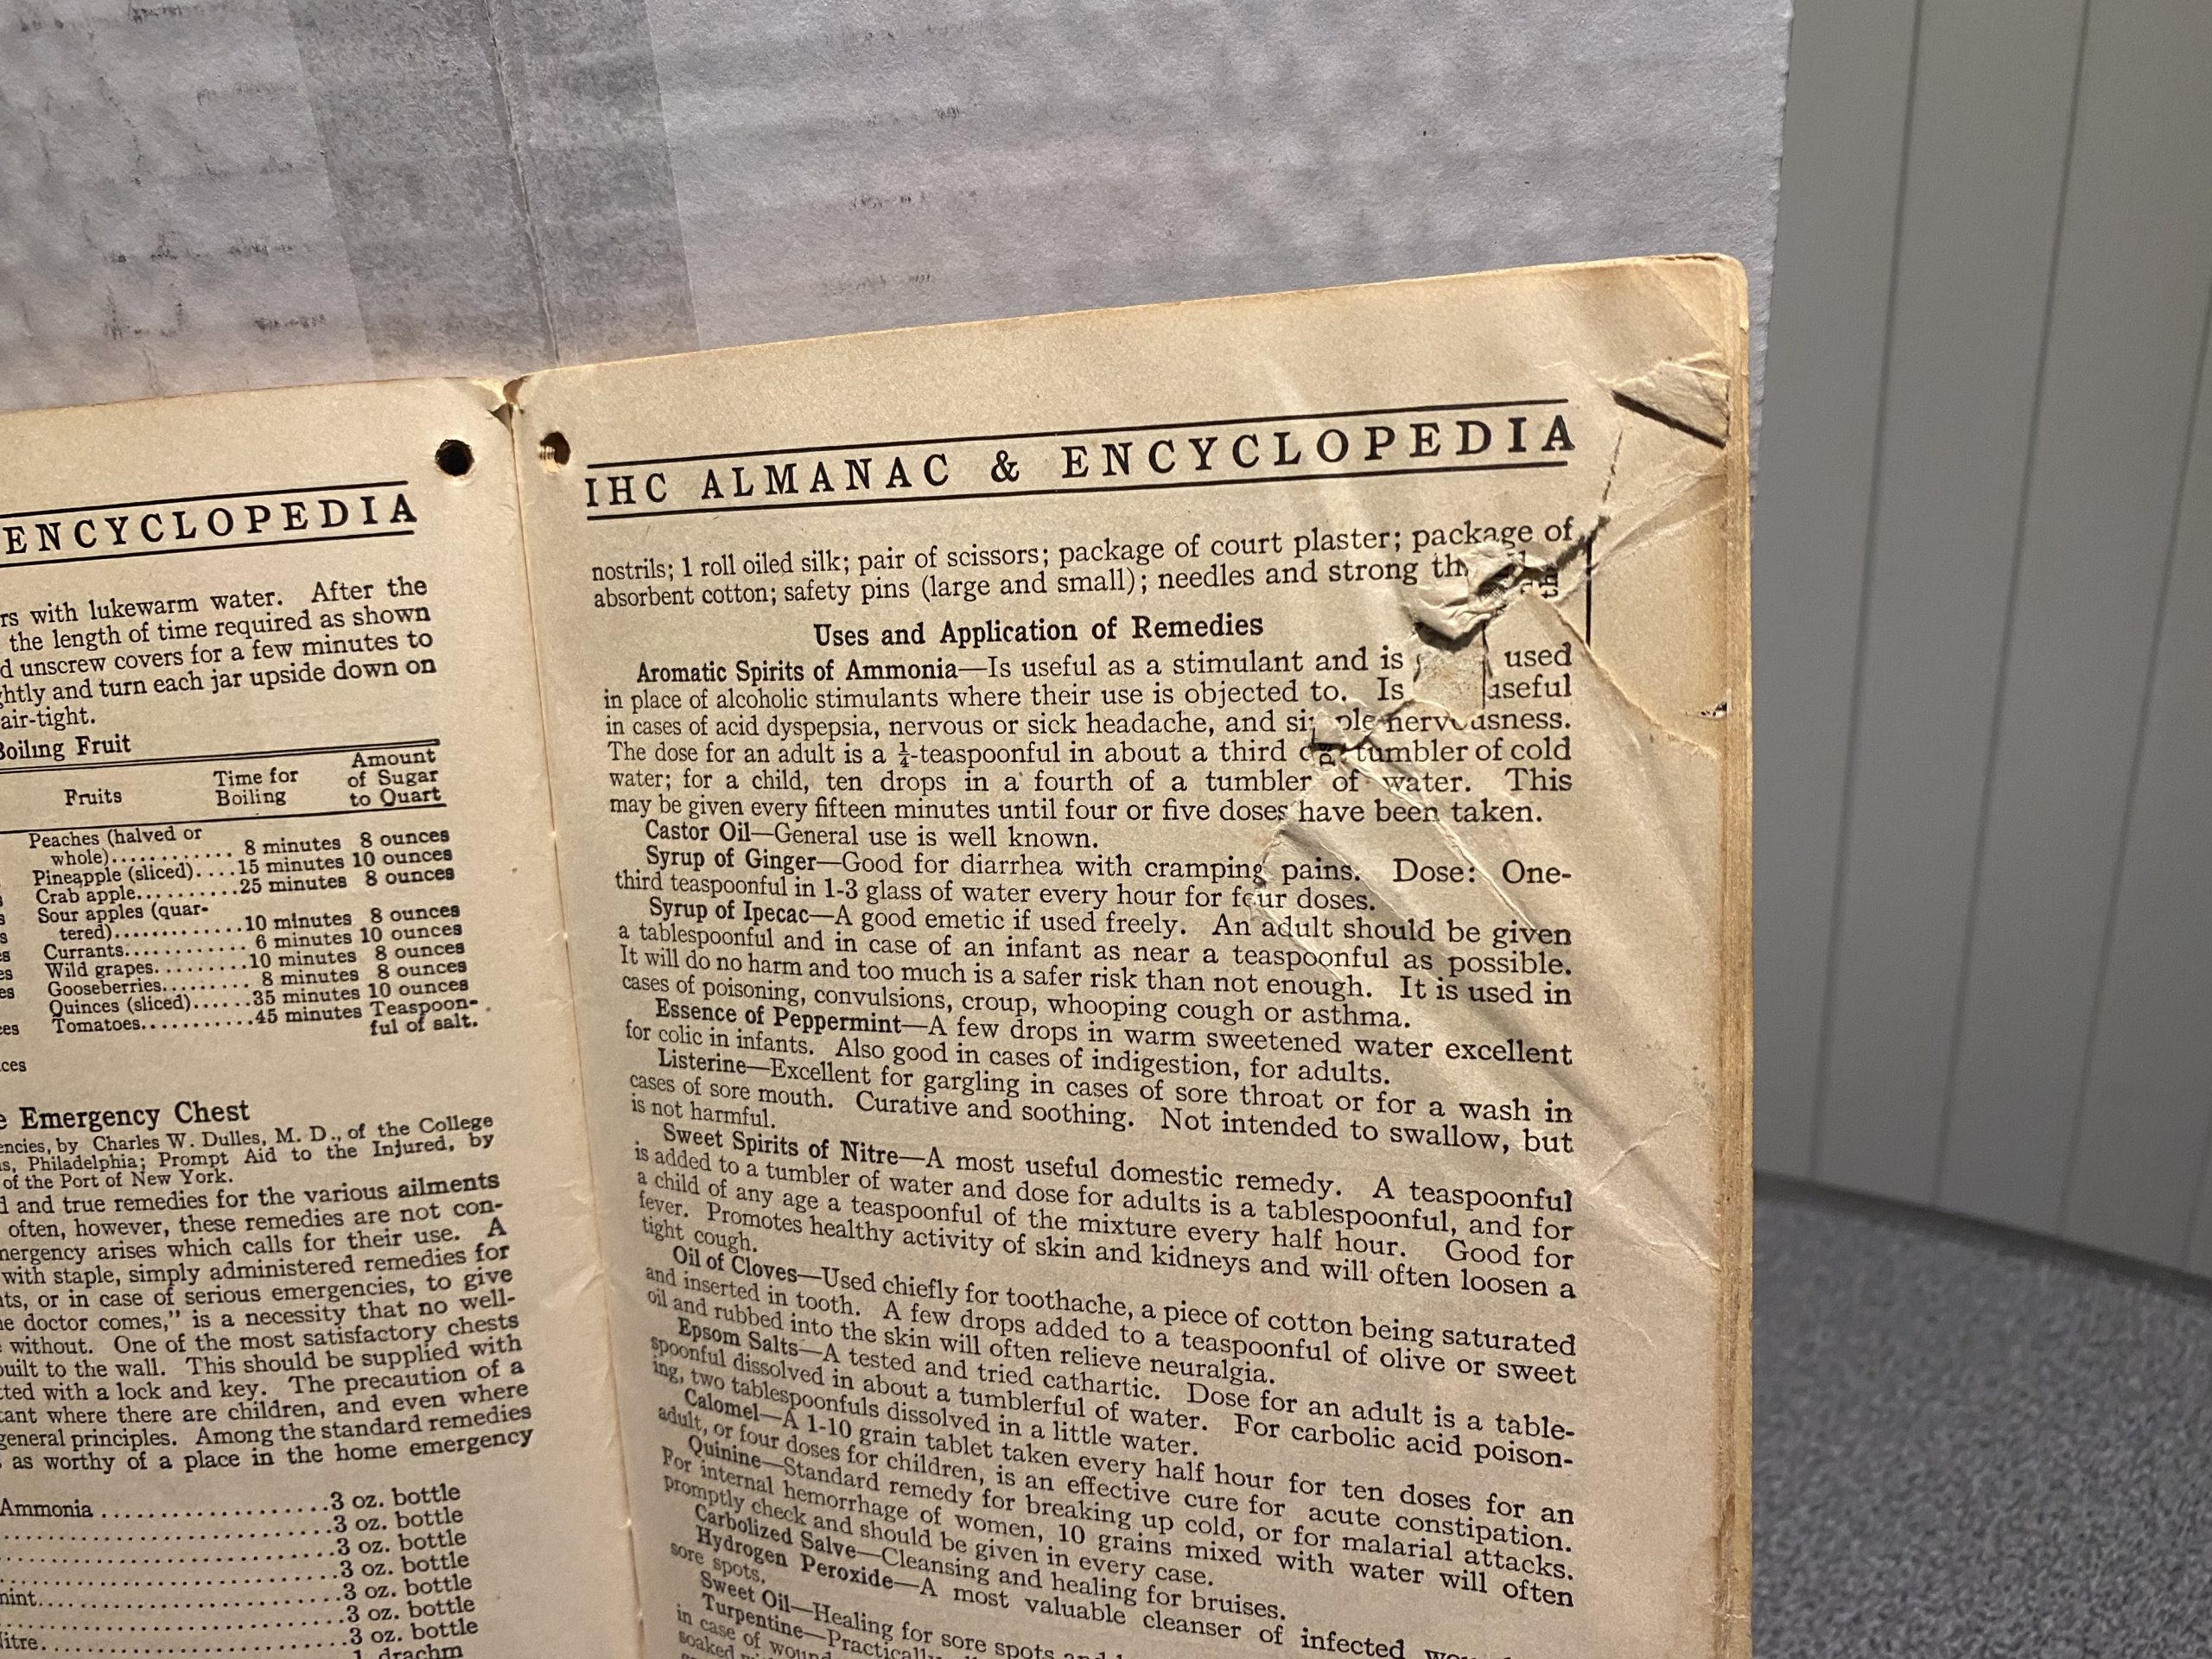 ENCYCLOPEDIA
rs with lukewarm water. After the
the length of time required as shown
d unscrew covers for a few minutes to
ghtly and turn each jar upside down on
air-tight.
Boiling Fruit
Fruits Time for Boiling Amount of Sugar to Quart
Peaches (halved or
whole)............ 8 minutes 8 ounces
Pineapple (sliced)....15 minutes 10 ounces
Crab apple..........25 minutes 8 ounces
Sour apples (quar-
tered).............10 minutes 8 ounces
Currants............ 6 minutes 10 ounces
Wild grapes.........10 minutes 8 ounces
Gooseberries........ 8 minutes 8 ounces
Quinces (sliced)......35 minutes 10 ounces
Tomatoes...........45 minutes Teaspoon-
ful of salt.
ces
e Emergency Chest
encies, by Charles W. Dulles, M. D., of the College
s, Philadelphia; Prompt Aid to the Injured, by
of the Port of New York.
d and true remedies for the various ailments
often, however, these remedies are not con-
mergency arises which calls for their use. A
with staple, simply administered remedies for
nts, or in case of serious emergencies, to give
he doctor comes," is a necessity that no well-
without. One of the most satisfactory chests
built to the wall. This should be supplied with
tted with a lock and key. The precaution of a
tant where there are children, and even where
general principles. Among the standard remedies
as worthy of a place in the home emergency
Ammonia ....................3 oz. bottle
3 oz. bottle
3 oz. bottle
3 oz. bottle
mint............................3 oz. bottle
3 oz. bottle
Nitre............................3 oz. bottle
1 drachm
IHC ALMANAC & ENCYCLOPEDIA
nostrils; 1 roll oiled silk; pair of scissors; package of court plaster; package of
absorbent cotton; safety pins (large and small); needles and strong
Uses and Application of Remedies
Aromatic Spirits of Ammonia—Is useful as a stimulant and is used
in place of alcoholic stimulants where their use is objected to. Is useful
in cases of acid dyspepsia, nervous or sick headache, and simple nervousness.
The dose for an adult is a ¼-teaspoonful in about a third tumbler of cold
water; for a child, ten drops in a fourth of a tumbler of water. This
may be given every fifteen minutes until four or five doses have been taken.
Castor Oil—General use is well known.
Syrup of Ginger—Good for diarrhea with cramping pains. Dose: One-
third teaspoonful in 1-3 glass of water every hour for four doses.
Syrup of Ipecac—A good emetic if used freely. An adult should be given
a tablespoonful and in case of an infant as near a teaspoonful as possible.
It will do no harm and too much is a safer risk than not enough. It is used in
cases of poisoning, convulsions, croup, whooping cough or asthma.
Essence of Peppermint—A few drops in warm sweetened water excellent
for colic in infants. Also good in cases of indigestion, for adults.
Listerine—Excellent for gargling in cases of sore throat or for a wash in
cases of sore mouth. Curative and soothing. Not intended to swallow, but
is not harmful.
Sweet Spirits of Nitre—A most useful domestic remedy. A teaspoonful
is added to a tumbler of water and dose for adults is a tablespoonful, and for
a child of any age a teaspoonful of the mixture every half hour. Good for
fever. Promotes healthy activity of skin and kidneys and will often loosen a
tight cough.
Oil of Cloves—Used chiefly for toothache, a piece of cotton being saturated
and inserted in tooth. A few drops added to a teaspoonful of olive or sweet
oil and rubbed into the skin will often relieve neuralgia.
Epsom Salts—A tested and tried cathartic. Dose for an adult is a table-
spoonful dissolved in about a tumblerful of water. For carbolic acid poison-
ing, two tablespoonfuls dissolved in a little water.
Calomel—A 1-10 grain tablet taken every half hour for ten doses for an
adult, or four doses for children, is an effective cure for acute constipation.
Quinine—Standard remedy for breaking up cold, or for malarial attacks.
For internal hemorrhage of women, 10 grains mixed with water will often
promptly check and should be given in every case.
Carbolized Salve—Cleansing and healing for bruises.
Hydrogen Peroxide—A most valuable cleanser of infected
sore spots.
Sweet Oil—Healing for sore spots and
Turpentine—Practically
in case of
soaked